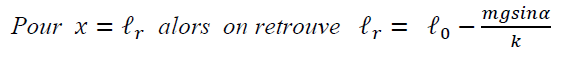 Pour x = ℓᵣ alors on retrouve ℓᵣ = ℓ₀ − mgsinα/k